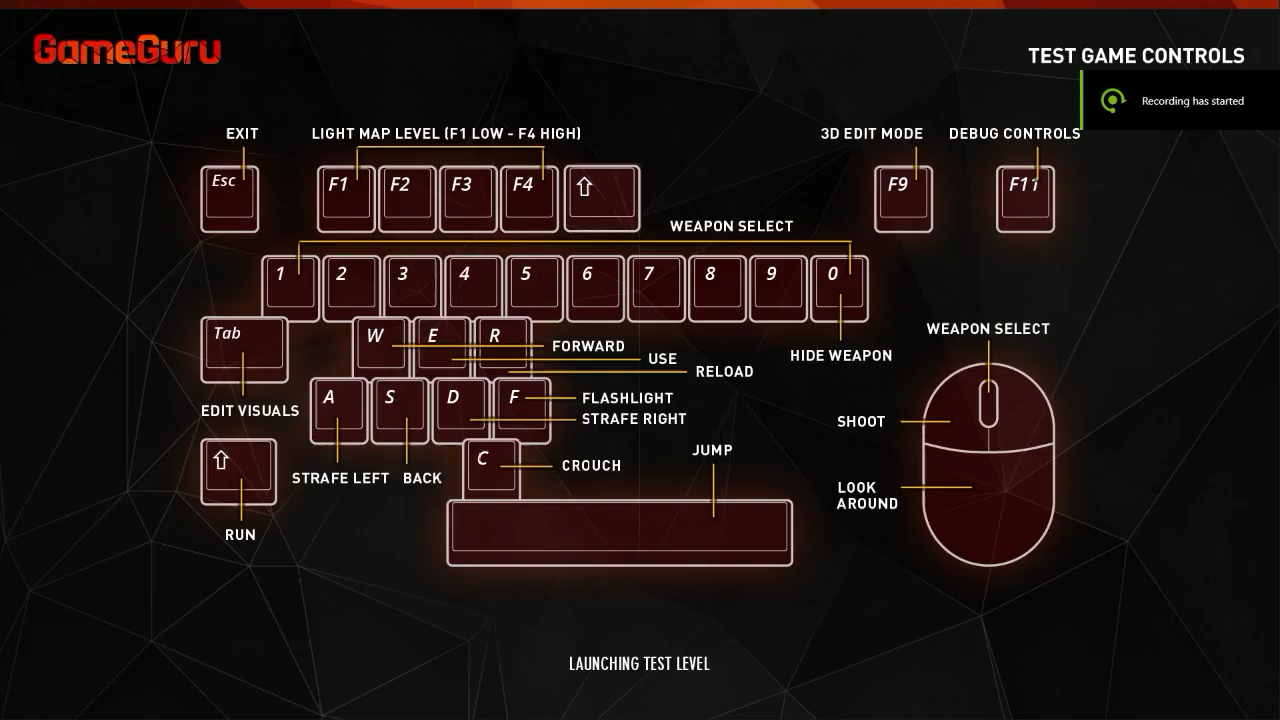 GameGuru
TEST GAME CONTROLS
Recording has started
EXIT
LIGHT MAP LEVEL (F1 LOW - F4 HIGH)
3D EDIT MODE
DEBUG CONTROLS
Esc
F1
F2
F3
F4
F9
F11
WEAPON SELECT
1
2
3
4
5
6
7
8
9
0
Tab
W
E
R
FORWARD
USE
RELOAD
HIDE WEAPON
WEAPON SELECT
EDIT VISUALS
A
S
D
F
FLASHLIGHT
STRAFE RIGHT
SHOOT
STRAFE LEFT
BACK
C
CROUCH
JUMP
LOOK
AROUND
RUN
LAUNCHING TEST LEVEL